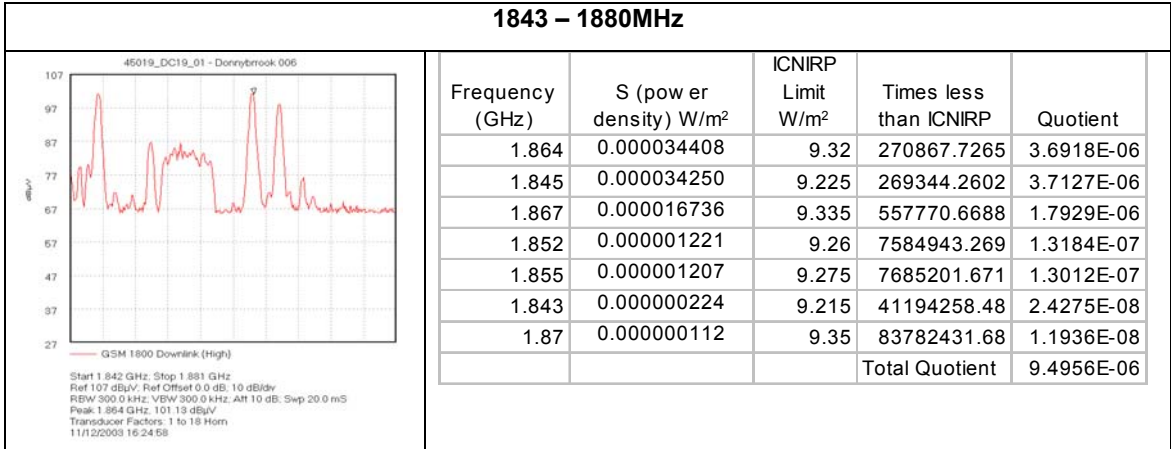 1843 – 1880MHz
45019_DC19_01 - Donnybrrook 006
107
97
87
77
67
57
47
37
27
dBµV
GSM 1800 Downlink (High)
Start 1.842 GHz; Stop 1.881 GHz
Ref 107 dBµV; Ref Offset 0.0 dB; 10 dB/div
RBW 300.0 kHz; VBW 300.0 kHz; Att 10 dB; Swp 20.0 mS
Peak 1.864 GHz, 101.13 dBµV
Transducer Factors: 1 to 18 Horn
11/12/2003 16:24:58
Frequency (GHz) S (pow er density) W/m² ICNIRP Limit W/m² Times less than ICNIRP Quotient
1.864 0.000034408 9.32 270867.7265 3.6918E-06
1.845 0.000034250 9.225 269344.2602 3.7127E-06
1.867 0.000016736 9.335 557770.6688 1.7929E-06
1.852 0.000001221 9.26 7584943.269 1.3184E-07
1.855 0.000001207 9.275 7685201.671 1.3012E-07
1.843 0.000000224 9.215 41194258.48 2.4275E-08
1.87 0.000000112 9.35 83782431.68 1.1936E-08
Total Quotient 9.4956E-06